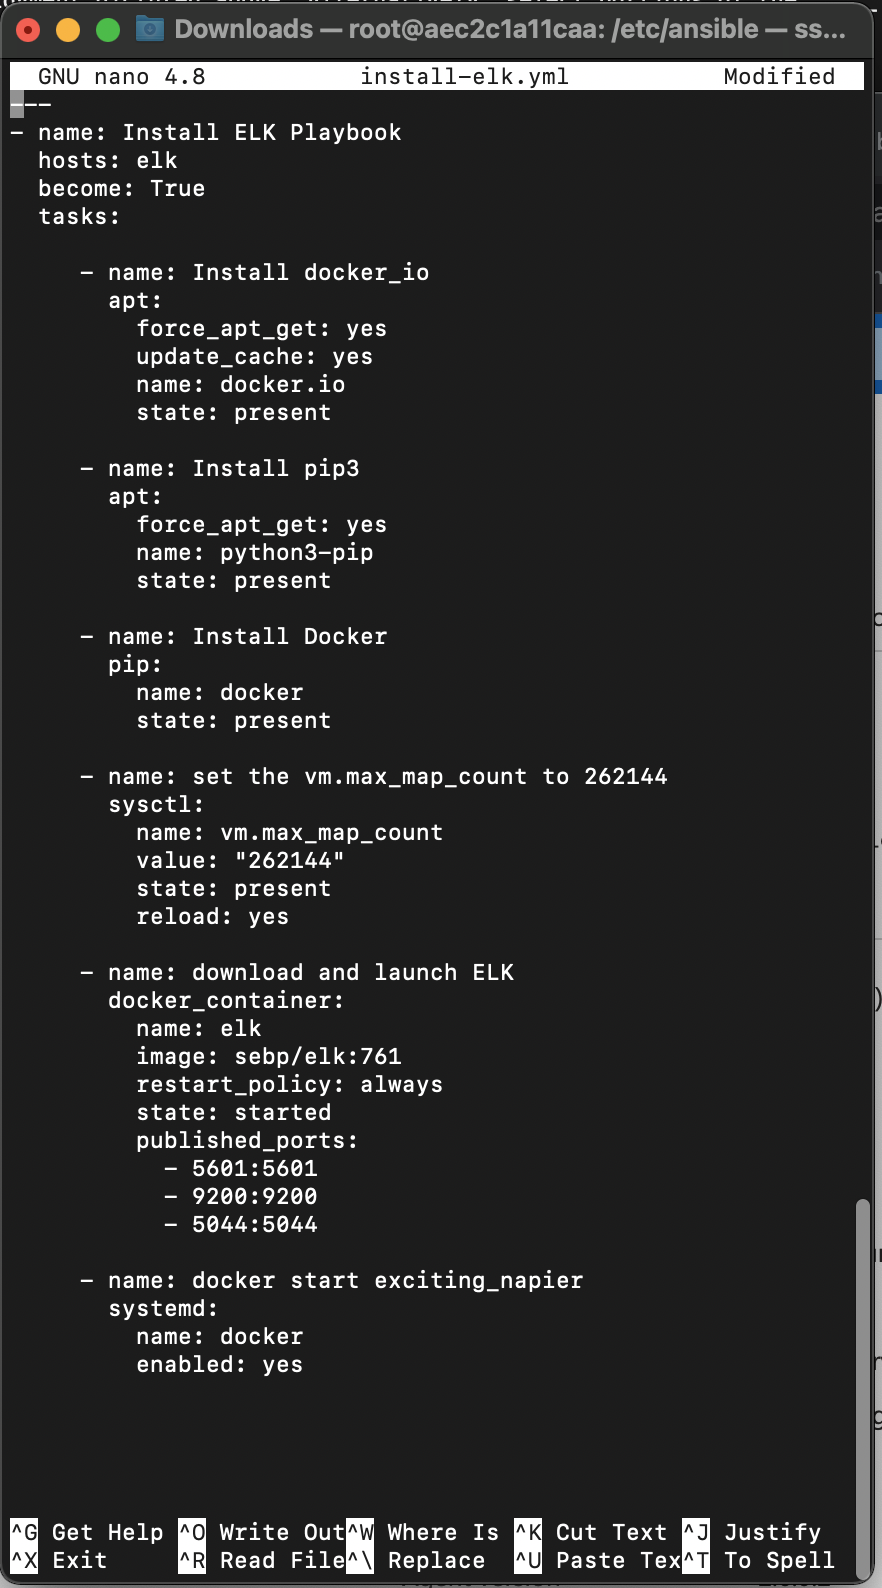 Downloads — root@aec2c1a11caa: /etc/ansible — ss...
GNU nano 4.8 install-elk.yml Modified
---
- name: Install ELK Playbook
  hosts: elk
  become: True
  tasks:
     - name: Install docker_io
       apt:
         force_apt_get: yes
         update_cache: yes
         name: docker.io
         state: present
     - name: Install pip3
       apt:
         force_apt_get: yes
         name: python3-pip
         state: present
     - name: Install Docker
       pip:
         name: docker
         state: present
     - name: set the vm.max_map_count to 262144
       sysctl:
         name: vm.max_map_count
         value: "262144"
         state: present
         reload: yes
     - name: download and launch ELK
       docker_container:
         name: elk
         image: sebp/elk:761
         restart_policy: always
         state: started
         published_ports:
           - 5601:5601
           - 9200:9200
           - 5044:5044
     - name: docker start exciting_napier
       systemd:
         name: docker
         enabled: yes
^G Get Help ^O Write Out ^W Where Is ^K Cut Text ^J Justify
^X Exit ^R Read File ^\ Replace ^U Paste Tex ^T To Spell